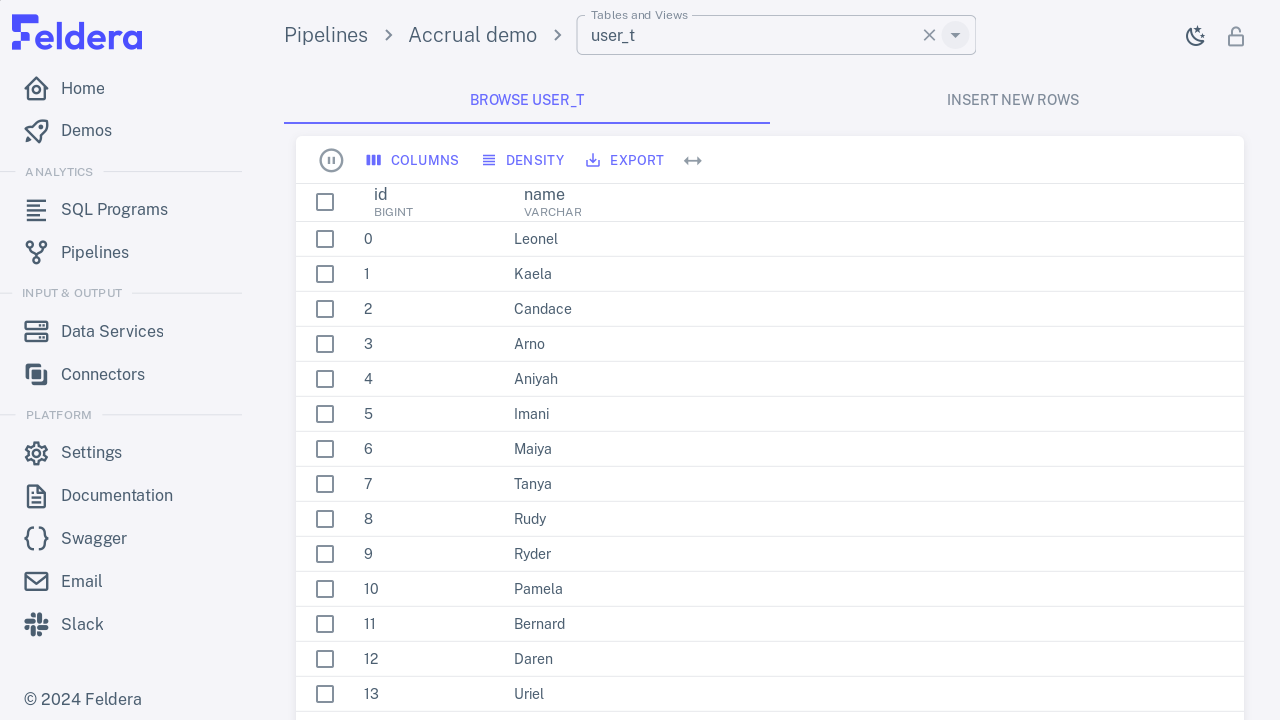 Feldera
Pipelines > Accrual demo >
Tables and Views
user_t
Home
Demos
ANALYTICS
SQL Programs
Pipelines
INPUT & OUTPUT
Data Services
Connectors
PLATFORM
Settings
Documentation
Swagger
Email
Slack
© 2024 Feldera
BROWSE USER_T
INSERT NEW ROWS
COLUMNS DENSITY EXPORT
id name
BIGINT VARCHAR
0 Leonel
1 Kaela
2 Candace
3 Arno
4 Aniyah
5 Imani
6 Maiya
7 Tanya
8 Rudy
9 Ryder
10 Pamela
11 Bernard
12 Daren
13 Uriel